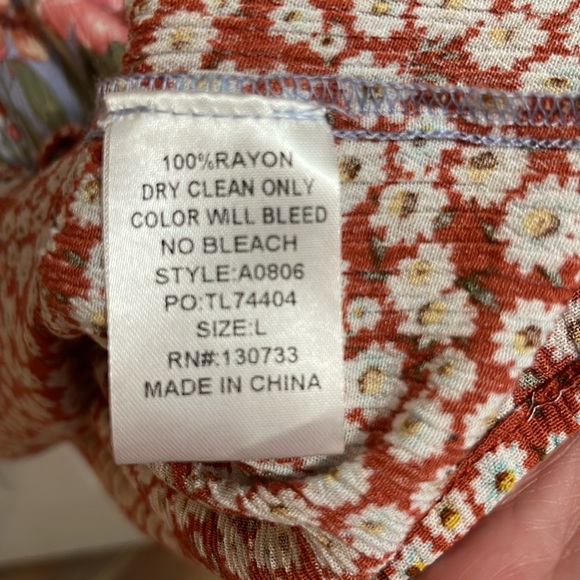 100%RAYON
DRY CLEAN ONLY
COLOR WILL BLEED
NO BLEACH
STYLE:A0806
PO:TL74404
SIZE:L
RN#:130733
MADE IN CHINA